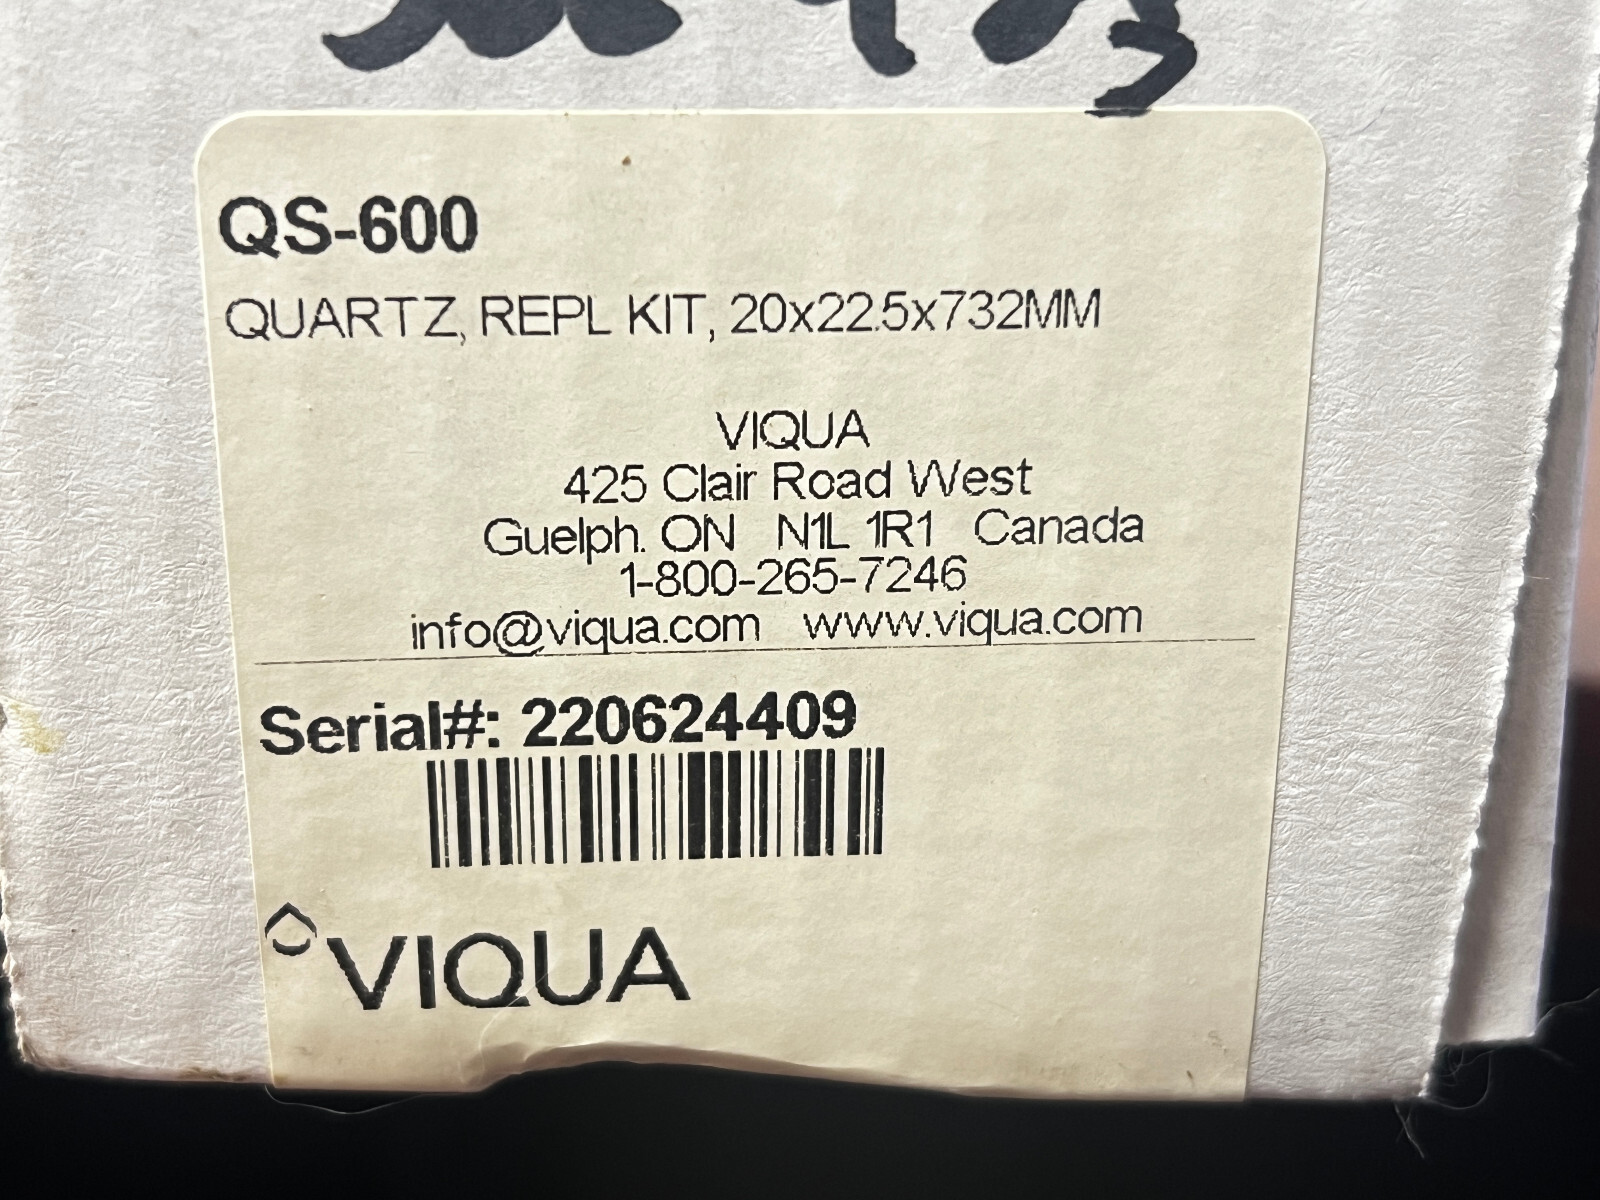 QS-600
QUARTZ, REPL KIT, 20x22.5x732MM
VIQUA
425 Clair Road West
Guelph. ON N1L 1R1 Canada
1-800-265-7246
info@viqua.com www.viqua.com
Serial#: 220624409
VIQUA